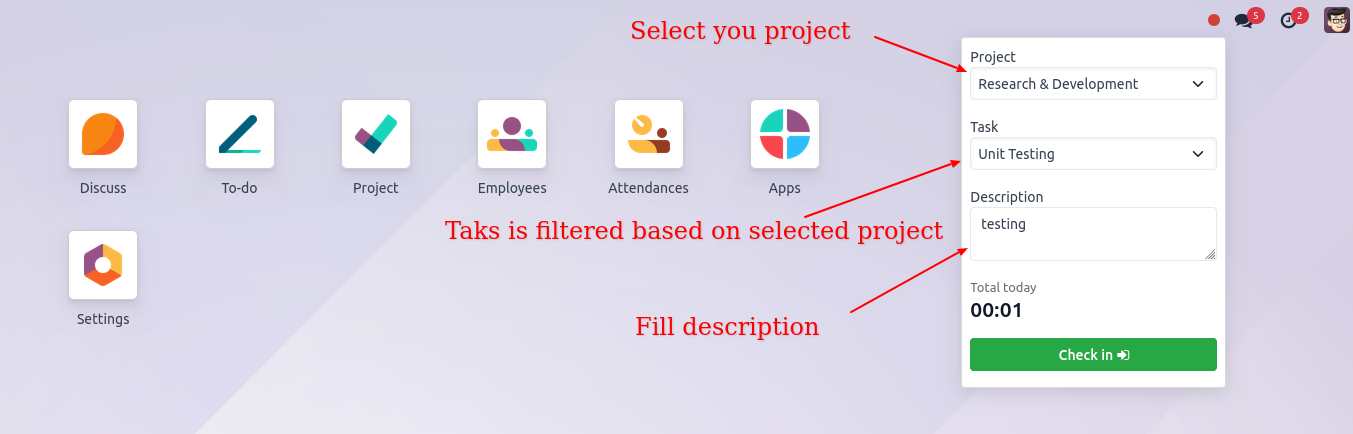 5
2
Select you project
Project
Research & Development
Task
Unit Testing
Discuss
To-do
Project
Employees
Attendances
Apps
Description
testing
Taks is filtered based on selected project
Total today
00:01
Settings
Fill description
Check in